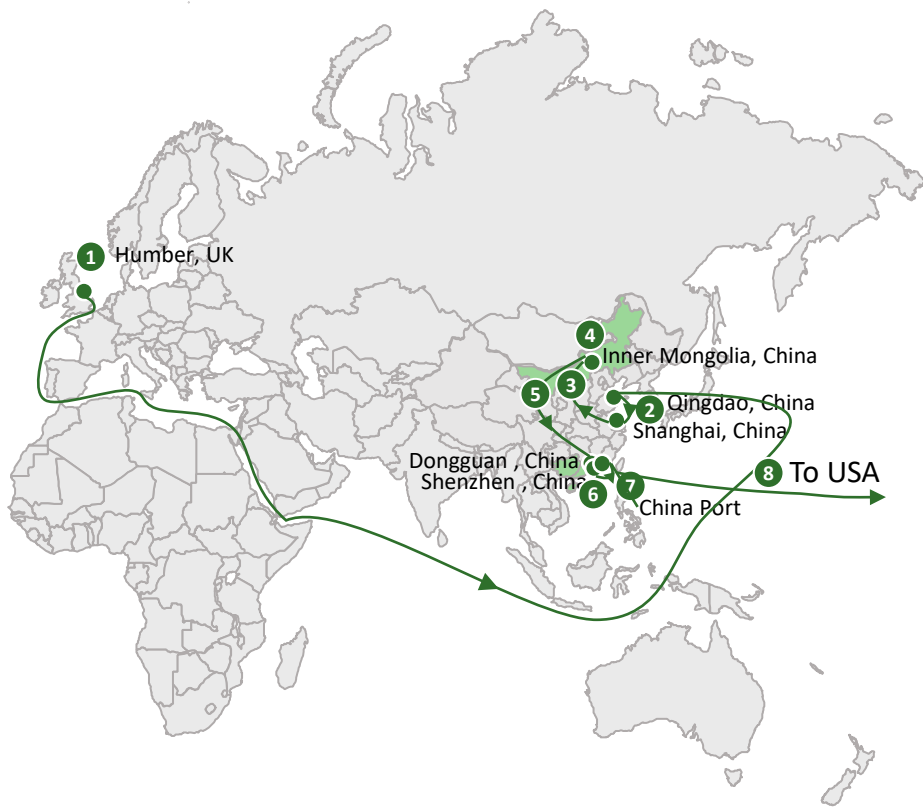 1 Humber, UK
4
Inner Mongolia, China
5 3
2 Qingdao, China
Shanghai, China
Dongguan , China
8 To USA
Shenzhen , China
6 7
China Port